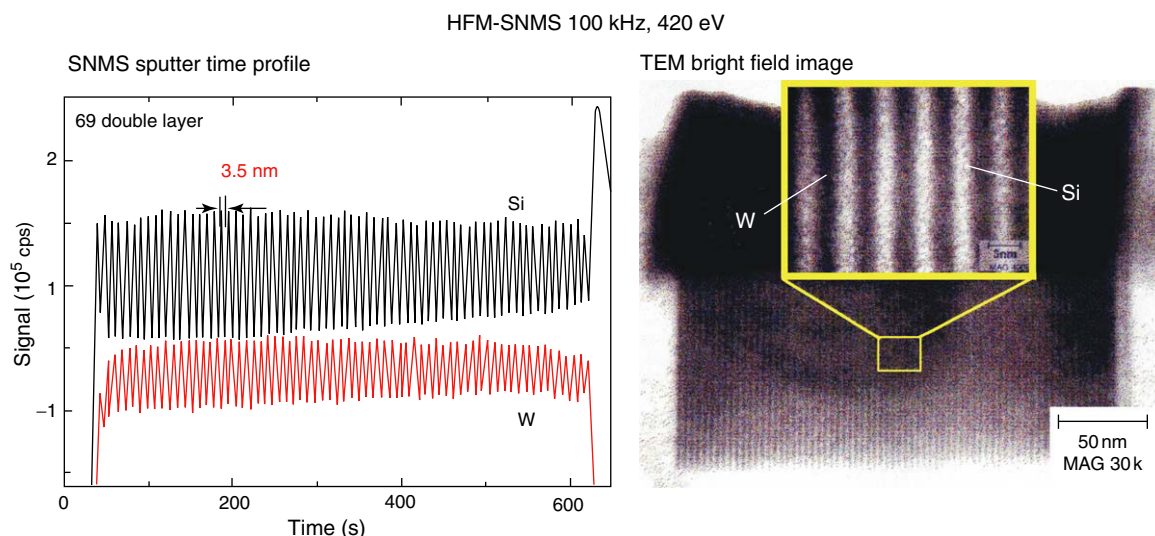 HFM-SNMS 100 kHz, 420 eV
SNMS sputter time profile
69 double layer
3.5 nm
Si
W
2
1
–1
Signal (10⁵ cps)
0
200
400
600
Time (s)
TEM bright field image
W
Si
5nm
50 nm
MAG 30 k